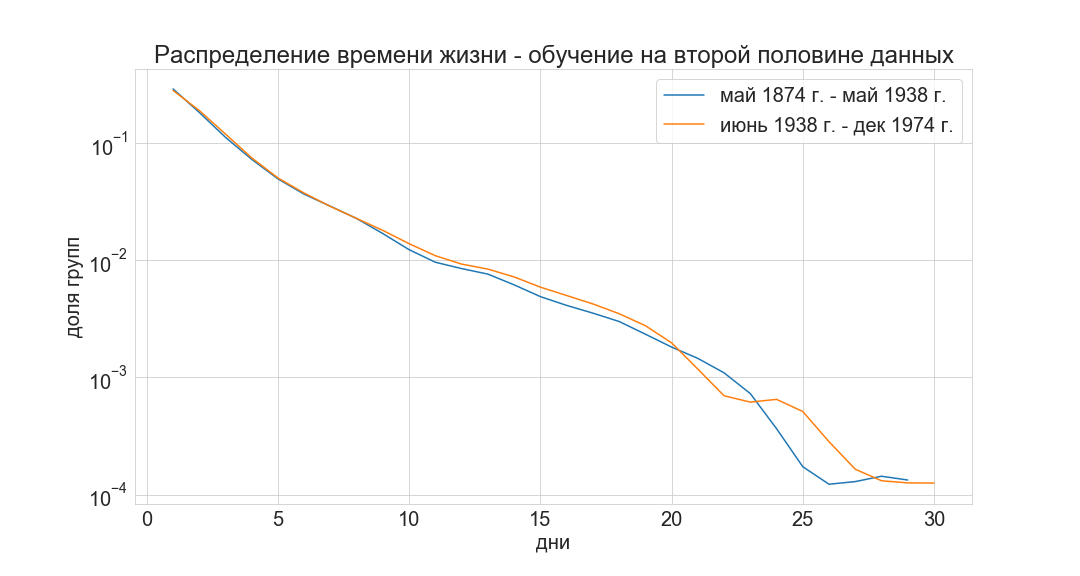 Распределение времени жизни - обучение на второй половине данных
май 1874 г. - май 1938 г.
июнь 1938 г. - дек 1974 г.
доля групп
10⁻¹
10⁻²
10⁻³
10⁻⁴
0 5 10 15 20 25 30
дни